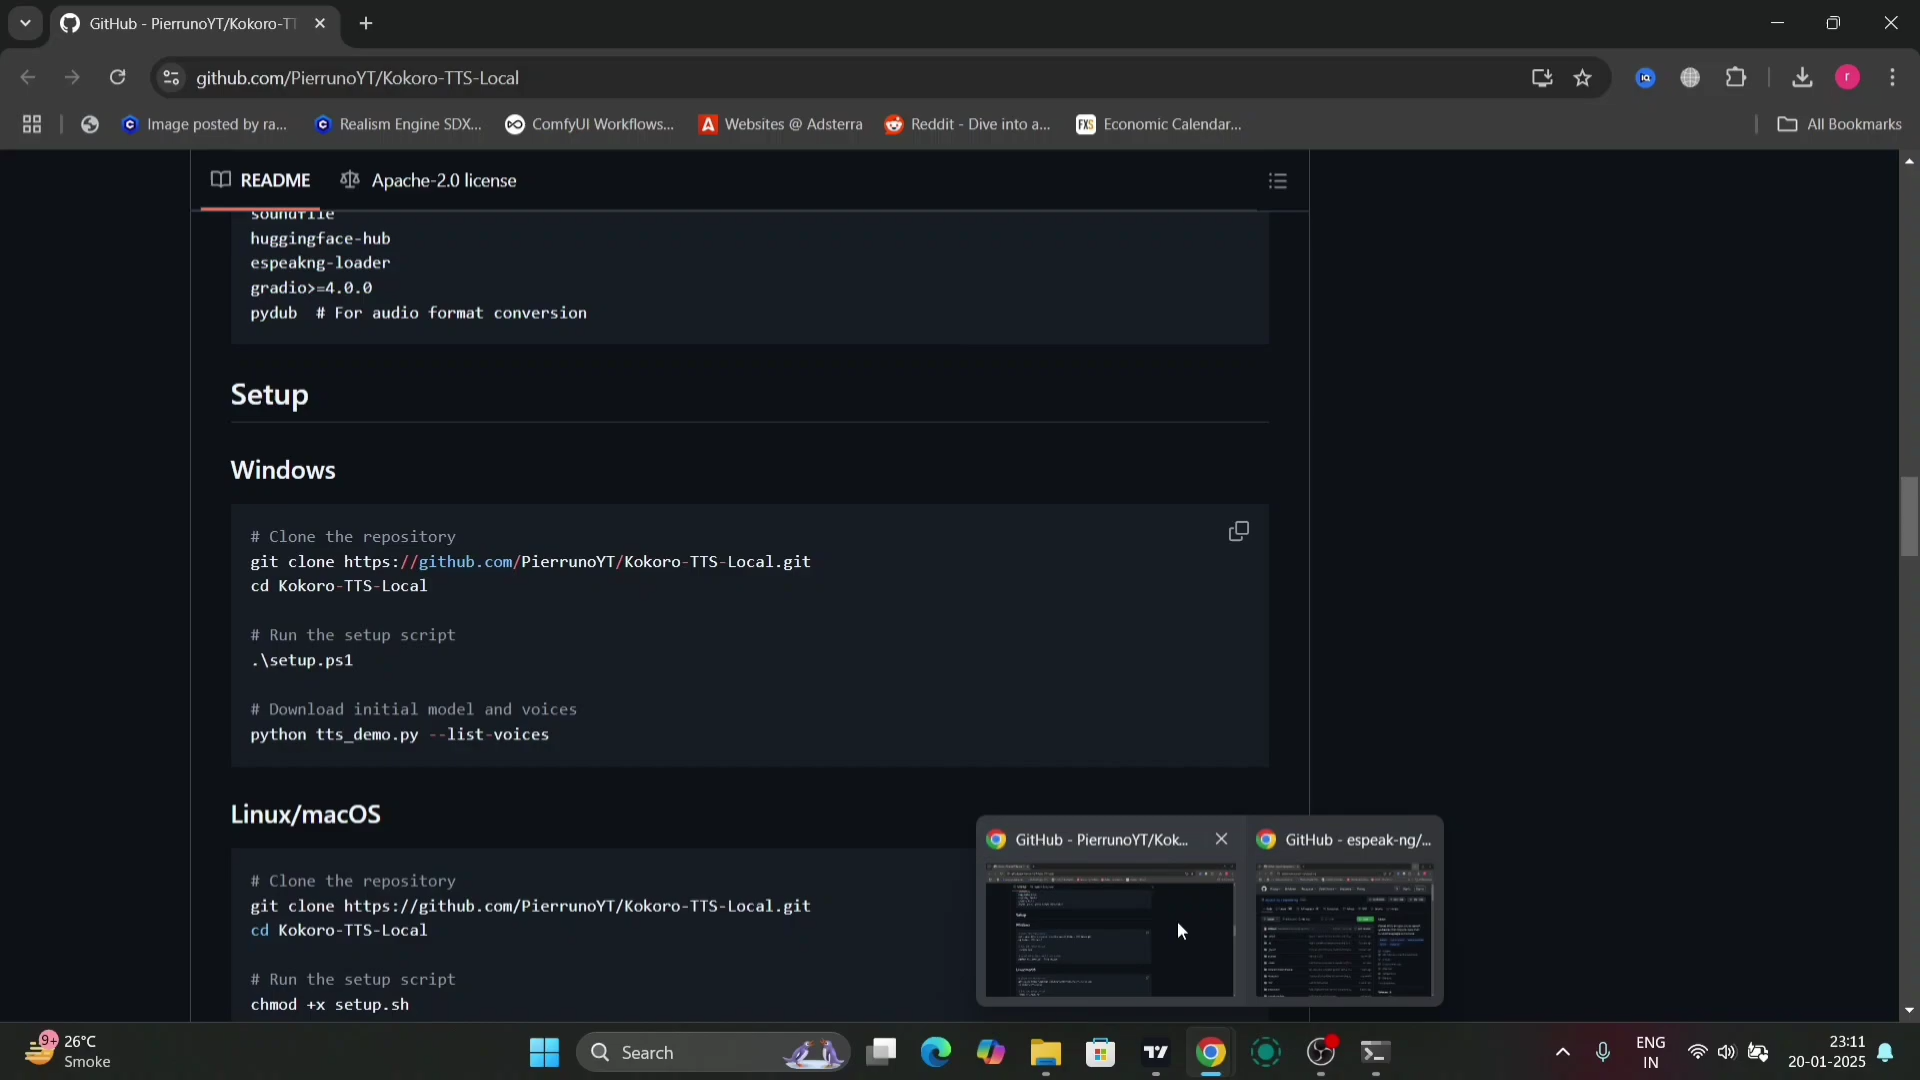 GitHub - PierrunoYT/Kokoro-TT
github.com/PierrunoYT/Kokoro-TTS-Local
r
Image posted by ra...
Realism Engine SDX...
ComfyUI Workflows...
Websites @ Adsterra
Reddit - Dive into a...
FXS
Economic Calendar...
All Bookmarks
README
Apache-2.0 license
soundfile
huggingface-hub
espeakng-loader
gradio>=4.0.0
pydub  # For audio format conversion
Setup
Windows
# Clone the repository
git clone https://github.com/PierrunoYT/Kokoro-TTS-Local.git
cd Kokoro-TTS-Local
# Run the setup script
.\setup.ps1
# Download initial model and voices
python tts_demo.py --list-voices
Linux/macOS
# Clone the repository
git clone https://github.com/PierrunoYT/Kokoro-TTS-Local.git
cd Kokoro-TTS-Local
# Run the setup script
chmod +x setup.sh
GitHub - PierrunoYT/Kok...
GitHub - espeak-ng/...
9+
26°C
Smoke
Search
ENG
IN
23:11
20-01-2025